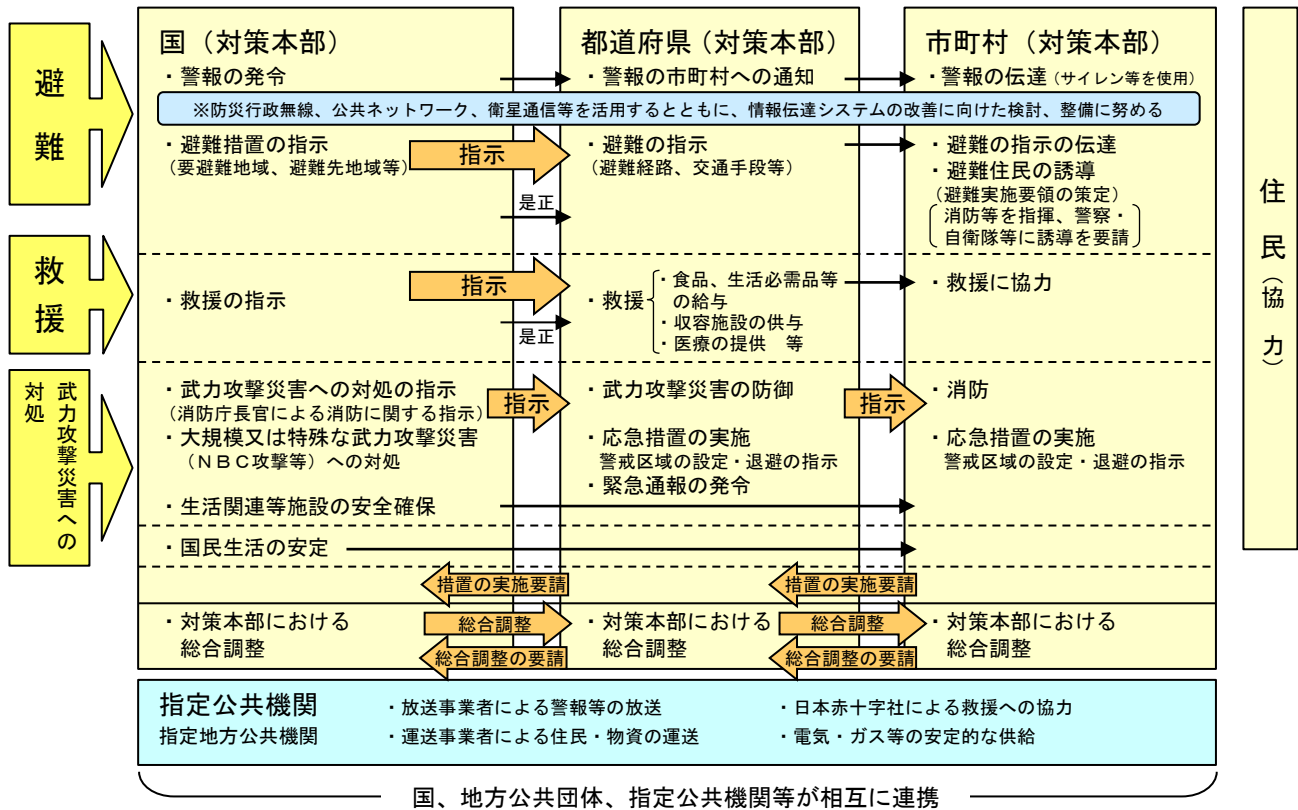 避難
救援
武力攻撃災害への
対処
国（対策本部）
・警報の発令
都道府県（対策本部）
・警報の市町村への通知
市町村（対策本部）
・警報の伝達（サイレン等を使用）
※防災行政無線、公共ネットワーク、衛星通信等を活用するとともに、情報伝達システムの改善に向けた検討、整備に努める
・避難措置の指示
（要避難地域、避難先地域等）
指示
是正
・避難の指示
（避難経路、交通手段等）
・避難の指示の伝達
・避難住民の誘導
（避難実施要領の策定）
消防等を指揮、警察・
自衛隊等に誘導を要請
・救援の指示
指示
是正
・救援
・食品、生活必需品等
の給与
・収容施設の供与
・医療の提供　等
・救援に協力
・武力攻撃災害への対処の指示
（消防庁長官による消防に関する指示）
・大規模又は特殊な武力攻撃災害
（ＮＢＣ攻撃等）への対処
指示
・武力攻撃災害の防御
・応急措置の実施
警戒区域の設定・退避の指示
・緊急通報の発令
指示
・消防
・応急措置の実施
警戒区域の設定・退避の指示
・生活関連等施設の安全確保
・国民生活の安定
措置の実施要請
措置の実施要請
・対策本部における
総合調整
総合調整
総合調整の要請
・対策本部における
総合調整
総合調整
総合調整の要請
・対策本部における
総合調整
住民（協力）
指定公共機関
指定地方公共機関
・放送事業者による警報等の放送
・運送事業者による住民・物資の運送
・日本赤十字社による救援への協力
・電気・ガス等の安定的な供給
国、地方公共団体、指定公共機関等が相互に連携